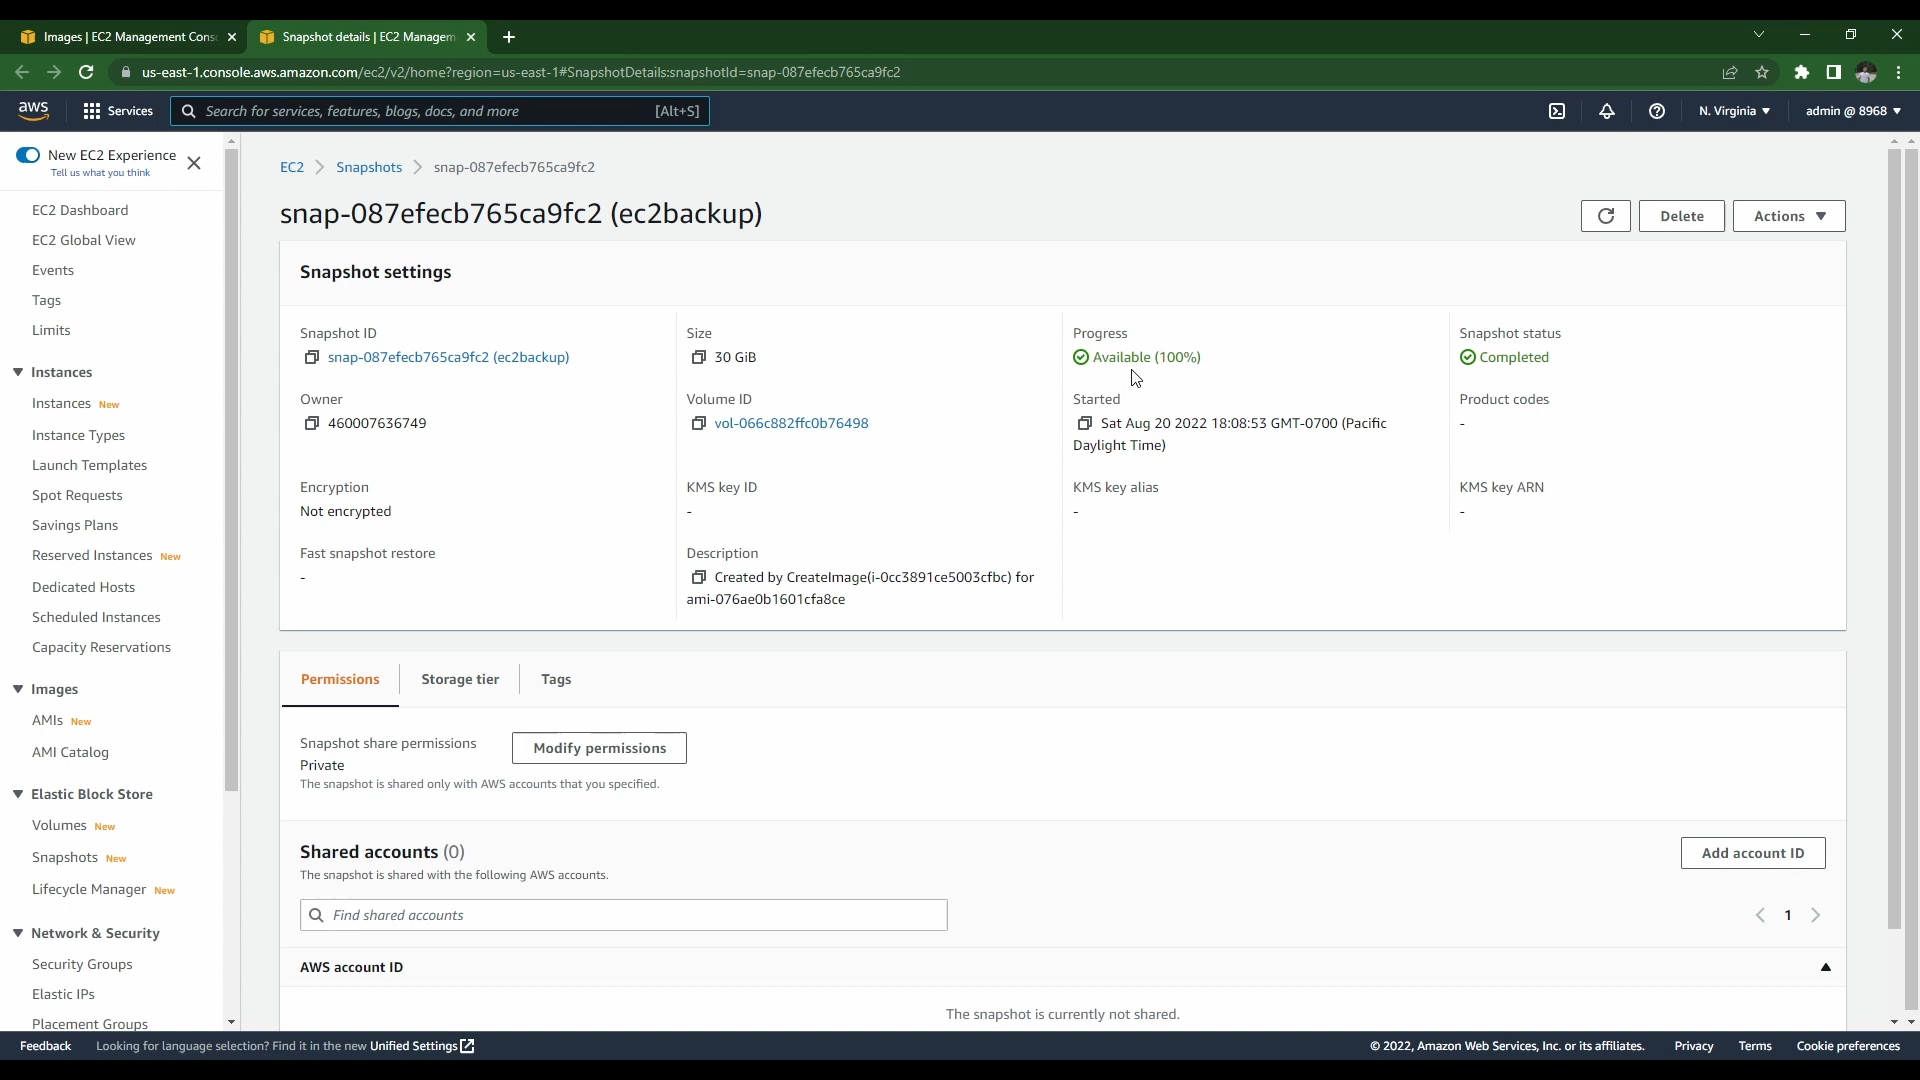 Images | EC2 Management Cons
Snapshot details | EC2 Managem
us-east-1.console.aws.amazon.com/ec2/v2/home?region=us-east-1#SnapshotDetails:snapshotId=snap-087efecb765ca9fc2
aws
Services
Search for services, features, blogs, docs, and more
[Alt+S]
N. Virginia
admin @ 8968
New EC2 Experience
Tell us what you think
EC2 Dashboard
EC2 Global View
Events
Tags
Limits
Instances
Instances New
Instance Types
Launch Templates
Spot Requests
Savings Plans
Reserved Instances New
Dedicated Hosts
Scheduled Instances
Capacity Reservations
Images
AMIs New
AMI Catalog
Elastic Block Store
Volumes New
Snapshots New
Lifecycle Manager New
Network & Security
Security Groups
Elastic IPs
Placement Groups
EC2 > Snapshots > snap-087efecb765ca9fc2
snap-087efecb765ca9fc2 (ec2backup)
Delete
Actions
Snapshot settings
Snapshot ID
snap-087efecb765ca9fc2 (ec2backup)
Size
30 GiB
Progress
Available (100%)
Snapshot status
Completed
Owner
460007636749
Volume ID
vol-066c882ffc0b76498
Started
Sat Aug 20 2022 18:08:53 GMT-0700 (Pacific
Daylight Time)
Product codes
-
Encryption
Not encrypted
KMS key ID
-
KMS key alias
-
KMS key ARN
-
Fast snapshot restore
-
Description
Created by CreateImage(i-0cc3891ce5003cfbc) for
ami-076ae0b1601cfa8ce
Permissions
Storage tier
Tags
Snapshot share permissions
Private
The snapshot is shared only with AWS accounts that you specified.
Modify permissions
Shared accounts (0)
The snapshot is shared with the following AWS accounts.
Add account ID
Find shared accounts
1
AWS account ID
The snapshot is currently not shared.
Feedback
Looking for language selection? Find it in the new Unified Settings
© 2022, Amazon Web Services, Inc. or its affiliates.
Privacy
Terms
Cookie preferences